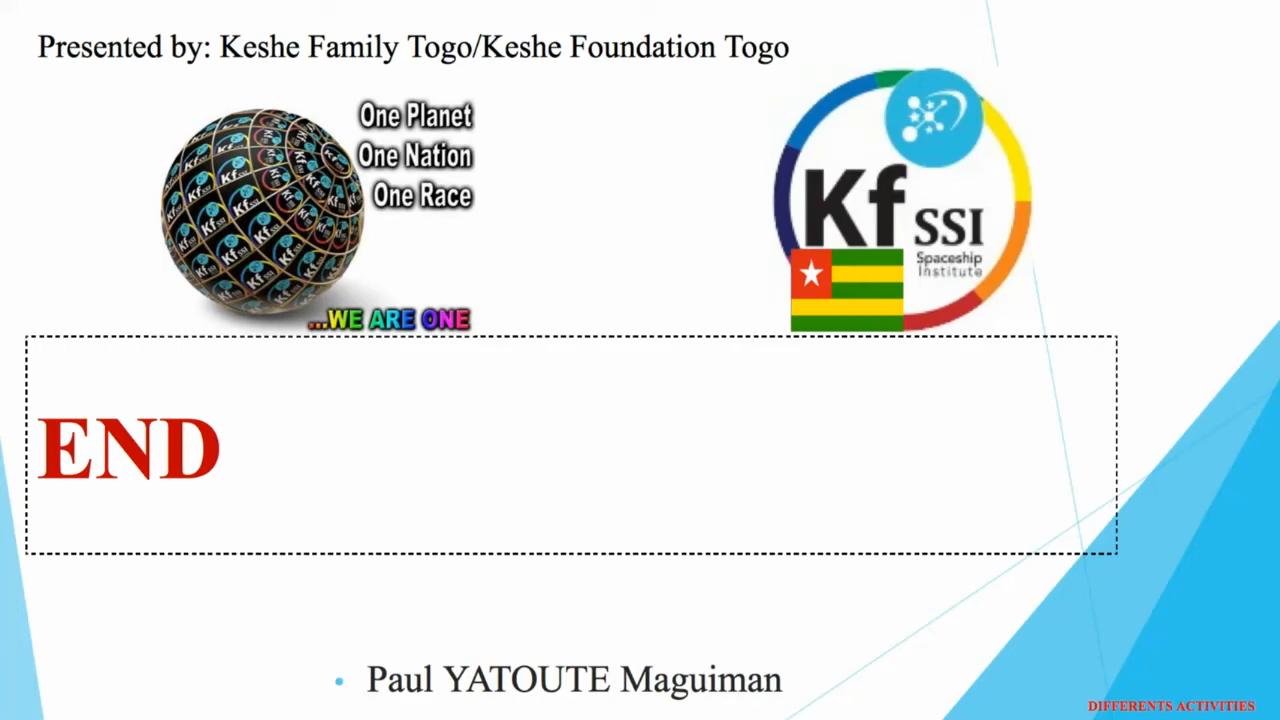 Presented by: Keshe Family Togo/Keshe Foundation Togo
One Planet
One Nation
One Race
...WE ARE ONE
Kf SSI
Spaceship
Institute
END
Paul YATOUTE Maguiman
DIFFERENTS ACTIVITIES